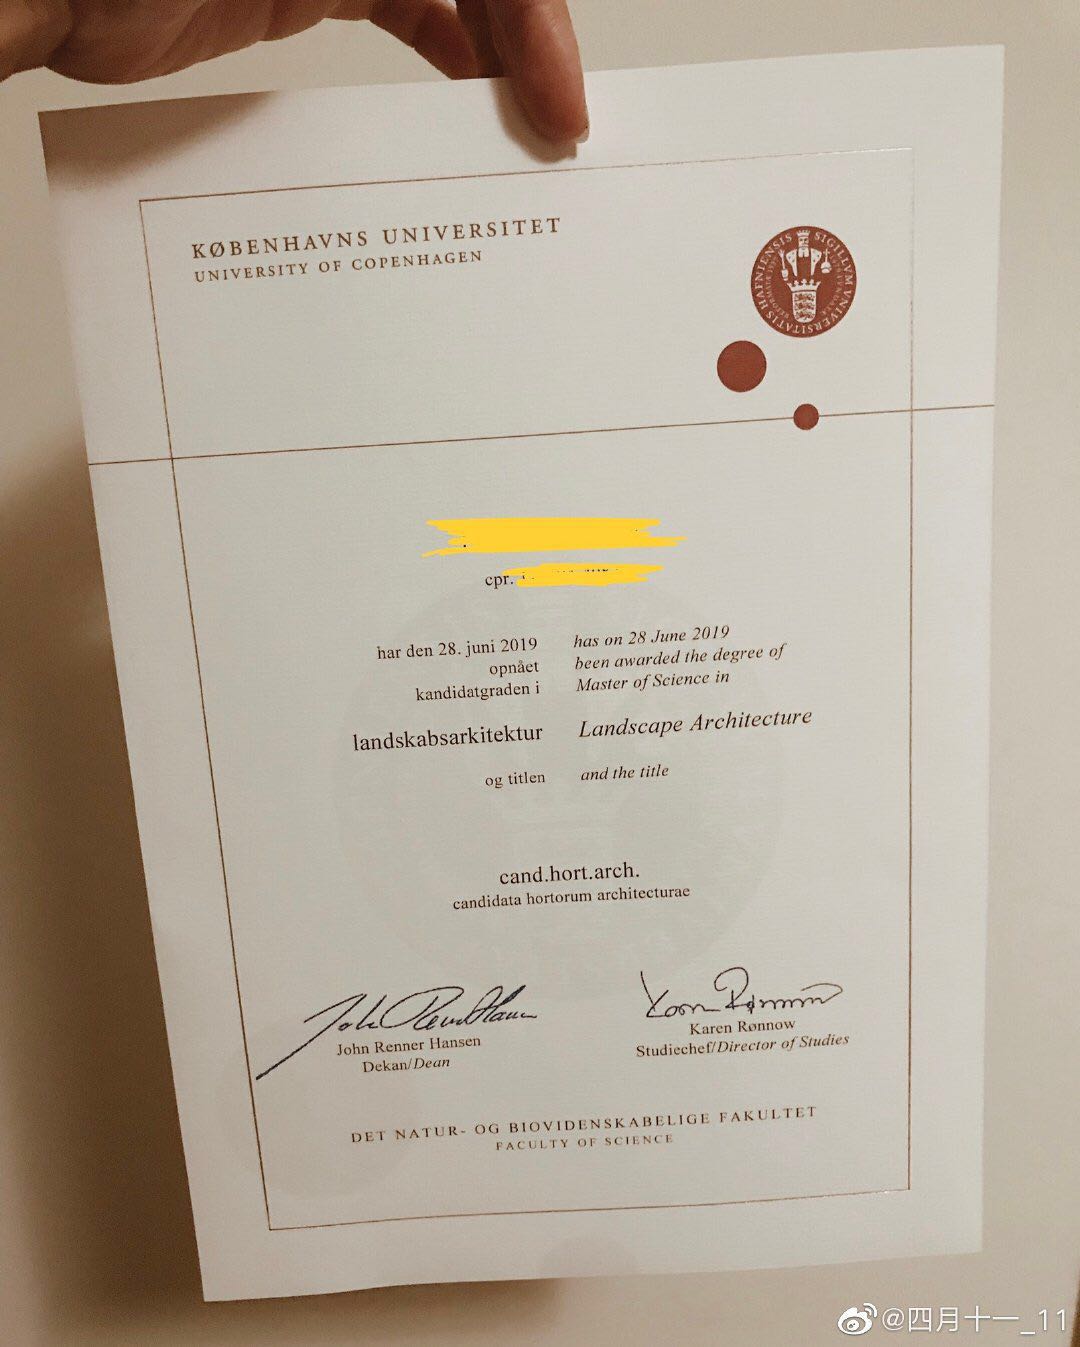 KØBENHAVNS UNIVERSITET
UNIVERSITY OF COPENHAGEN
SIGILLVM VNIVERSITATIS HAFNIENSIS
cpr.
har den 28. juni 2019
opnået
kandidatgraden i
landskabsarkitektur
og titlen
has on 28 June 2019
been awarded the degree of
Master of Science in
Landscape Architecture
and the title
cand.hort.arch.
candidata hortorum architecturae
John Renner Hansen
Dekan/Dean
Karen Rønnow
Studiechef/Director of Studies
DET NATUR- OG BIOVIDENSKABELIGE FAKULTET
FACULTY OF SCIENCE
@四月十一_11